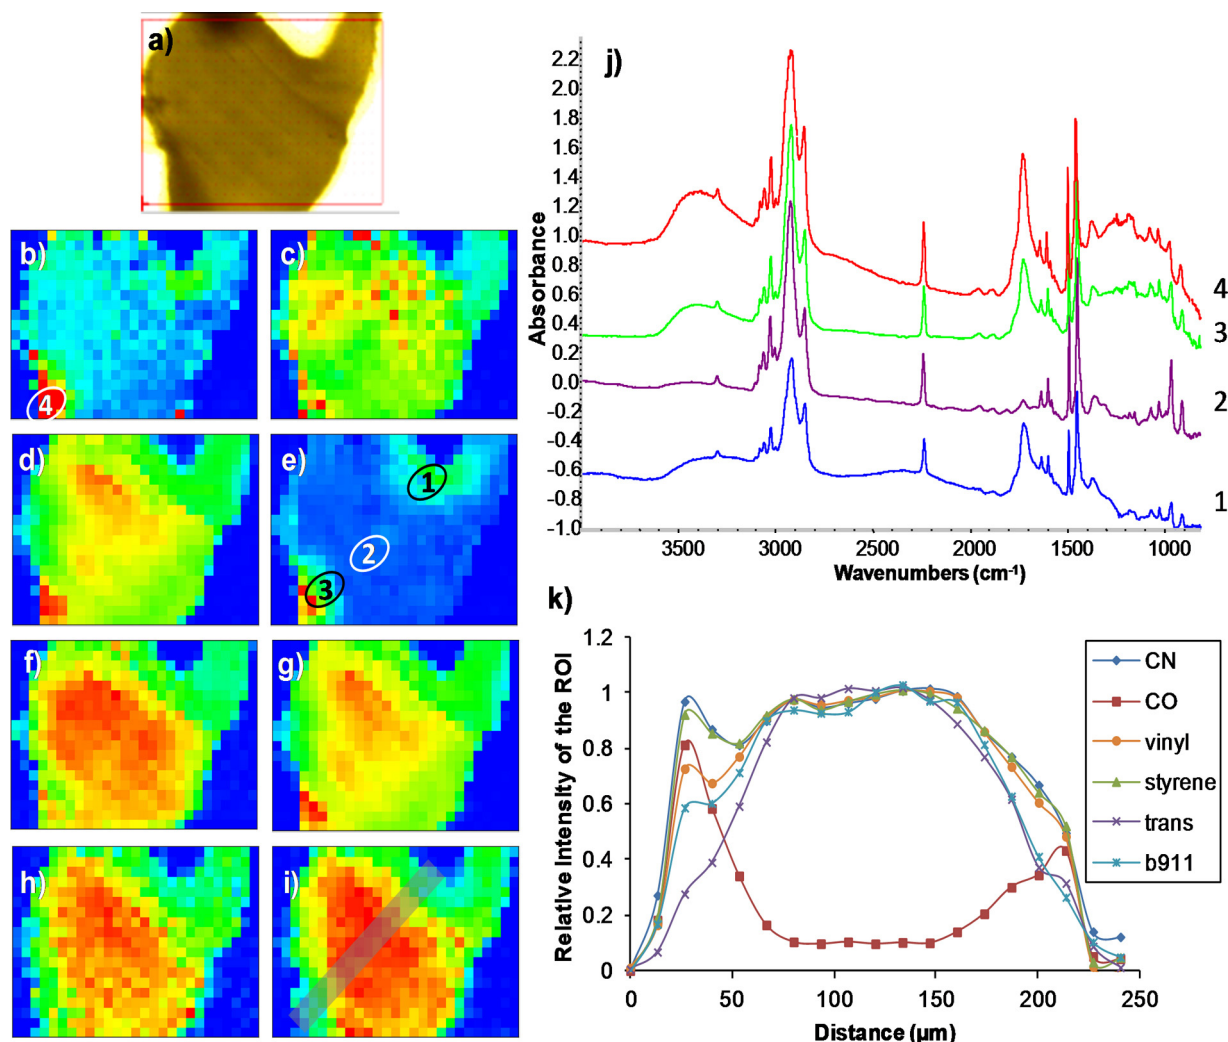 a)
b)
c)
4
d)
e)
1
2
3
f)
g)
h)
i)
j)
Absorbance
2.2
2.0
1.8
1.6
1.4
1.2
1.0
0.8
0.6
0.4
0.2
0.0
-0.2
-0.4
-0.6
-0.8
-1.0
4
3
2
1
3500 3000 2500 2000 1500 1000
Wavenumbers (cm-1)
k)
Relative Intensity of the ROI
1.2
1
0.8
0.6
0.4
0.2
0
0 50 100 150 200 250
Distance (µm)
CN
CO
vinyl
styrene
trans
b911